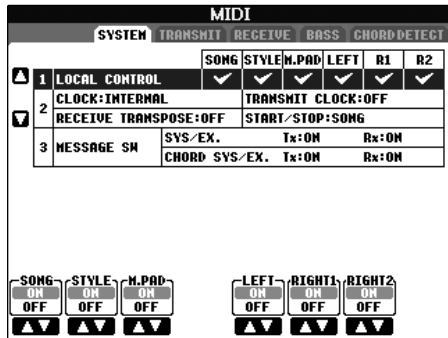 MIDI
SYSTEM TRANSMIT RECEIVE BASS CHORD DETECT
SONG STYLE M.PAD LEFT R1 R2
1 LOCAL CONTROL
2 CLOCK:INTERNAL TRANSMIT CLOCK:OFF
RECEIVE TRANSPOSE:OFF START/STOP:SONG
3 MESSAGE SW SYS/EX. Tx:ON Rx:ON
CHORD SYS/EX. Tx:ON Rx:ON
SONG STYLE M.PAD LEFT RIGHT1 RIGHT2
ON ON ON ON ON ON
OFF OFF OFF OFF OFF OFF